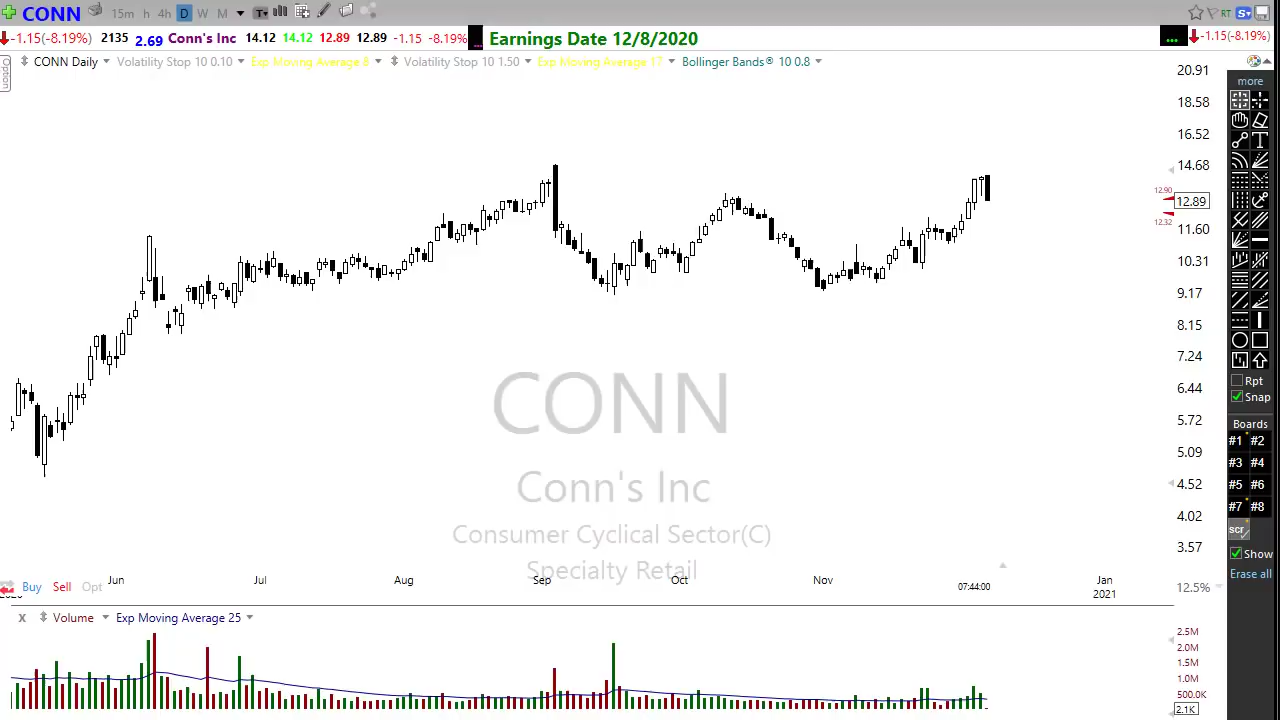 CONN 15m h 4h D W M T RT S
-1.15(-8.19%) 2135 2.69 Conn's Inc 14.12 14.12 12.89 12.89 -1.15 -8.19% ... Earnings Date 12/8/2020 ... -1.15(-8.19%)
Option
CONN Daily Volatility Stop 10 0.10 Exp Moving Average 8 Volatility Stop 10 1.50 Exp Moving Average 17 Bollinger Bands® 10 0.8
20.91
18.58
16.52
14.68
12.90
12.89
12.32
11.60
10.31
9.17
8.15
7.24
6.44
5.72
5.09
4.52
4.02
3.57
more
T
Rpt
Snap
Boards
#1 #2
#3 #4
#5 #6
#7 #8
scr
Show
Erase all
CONN
Conn's Inc
Consumer Cyclical Sector(C)
Specialty Retail
Jun Jul Aug Sep Oct Nov 07:44:00 Jan
2021
Buy Sell Opt 12.5%
X Volume Exp Moving Average 25
2.5M
2.0M
1.5M
1.0M
500.0K
2.1K